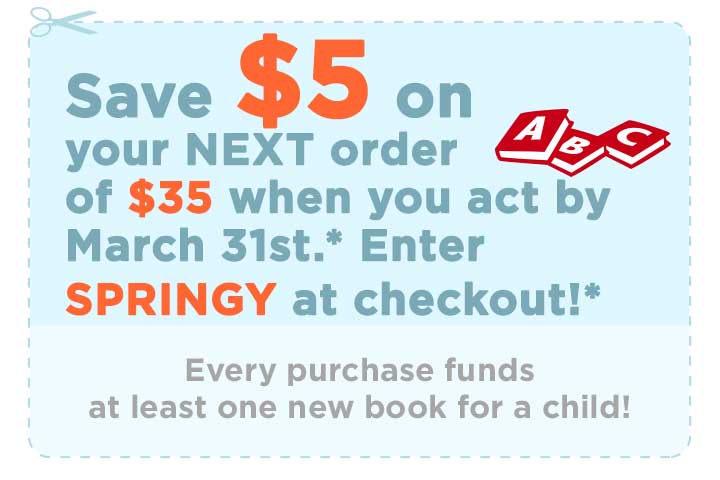 Save $5 on
your NEXT order
of $35 when you act by
March 31st.* Enter
SPRINGY at checkout!*
A B C
Every purchase funds
at least one new book for a child!